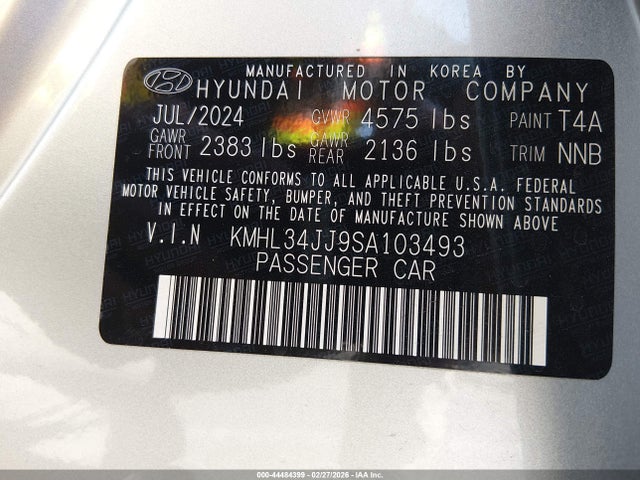 MANUFACTURED IN KOREA BY
HYUNDAI MOTOR COMPANY
JUL/2024 GVWR 4575 lbs PAINT T4A
GAWR FRONT 2383 lbs GAWR REAR 2136 lbs TRIM NNB
THIS VEHICLE CONFORMS TO ALL APPLICABLE U.S.A. FEDERAL
MOTOR VEHICLE SAFETY, BUMPER, AND THEFT PREVENTION STANDARDS
IN EFFECT ON THE DATE OF MANUFACTURE SHOWN ABOVE
V.I.N KMHL34JJ9SA103493
PASSENGER CAR
000-44484399 - 02/27/2026 - IAA Inc.